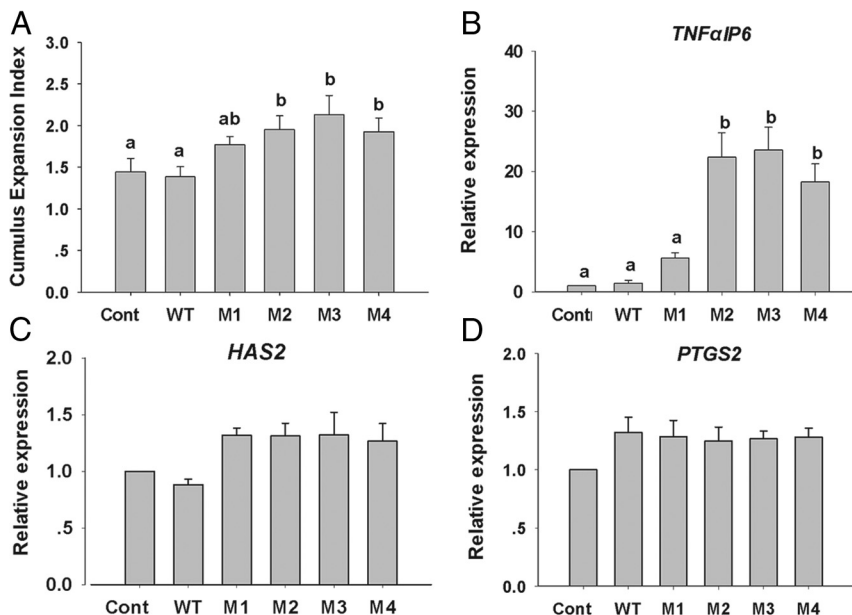 A
Cumulus Expansion Index
3.0
2.5
2.0
1.5
1.0
.5
0.0
a
a
ab
b
b
b
Cont WT M1 M2 M3 M4
B
TNFαIP6
Relative expression
40
30
20
10
0
a
a
a
b
b
b
Cont WT M1 M2 M3 M4
C
HAS2
Relative expression
2.0
1.5
1.0
.5
0.0
Cont WT M1 M2 M3 M4
D
PTGS2
Relative expression
2.0
1.5
1.0
.5
0.0
Cont WT M1 M2 M3 M4